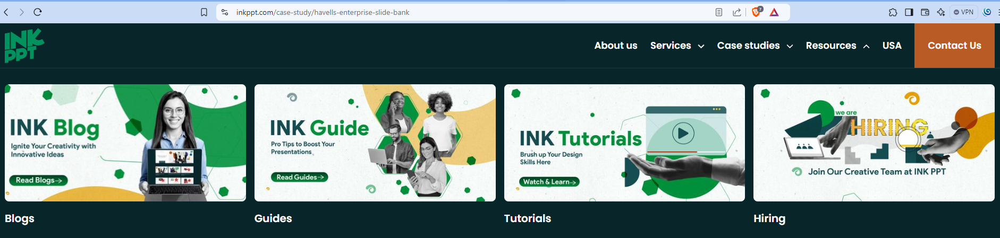 inkppt.com/case-study/havells-enterprise-slide-bank
7
VPN
INK
PPT
About us
Services
Case studies
Resources
USA
Contact Us
INK Blog
Ignite Your Creativity with
Innovative Ideas
Read Blogs→
INK Guide
Pro Tips to Boost Your
Presentations
Read Guides→
INK Tutorials
Brush up Your Design
Skills Here
Watch & Learn→
we are
HIRING
Join Our Creative Team at INK PPT
Blogs
Guides
Tutorials
Hiring